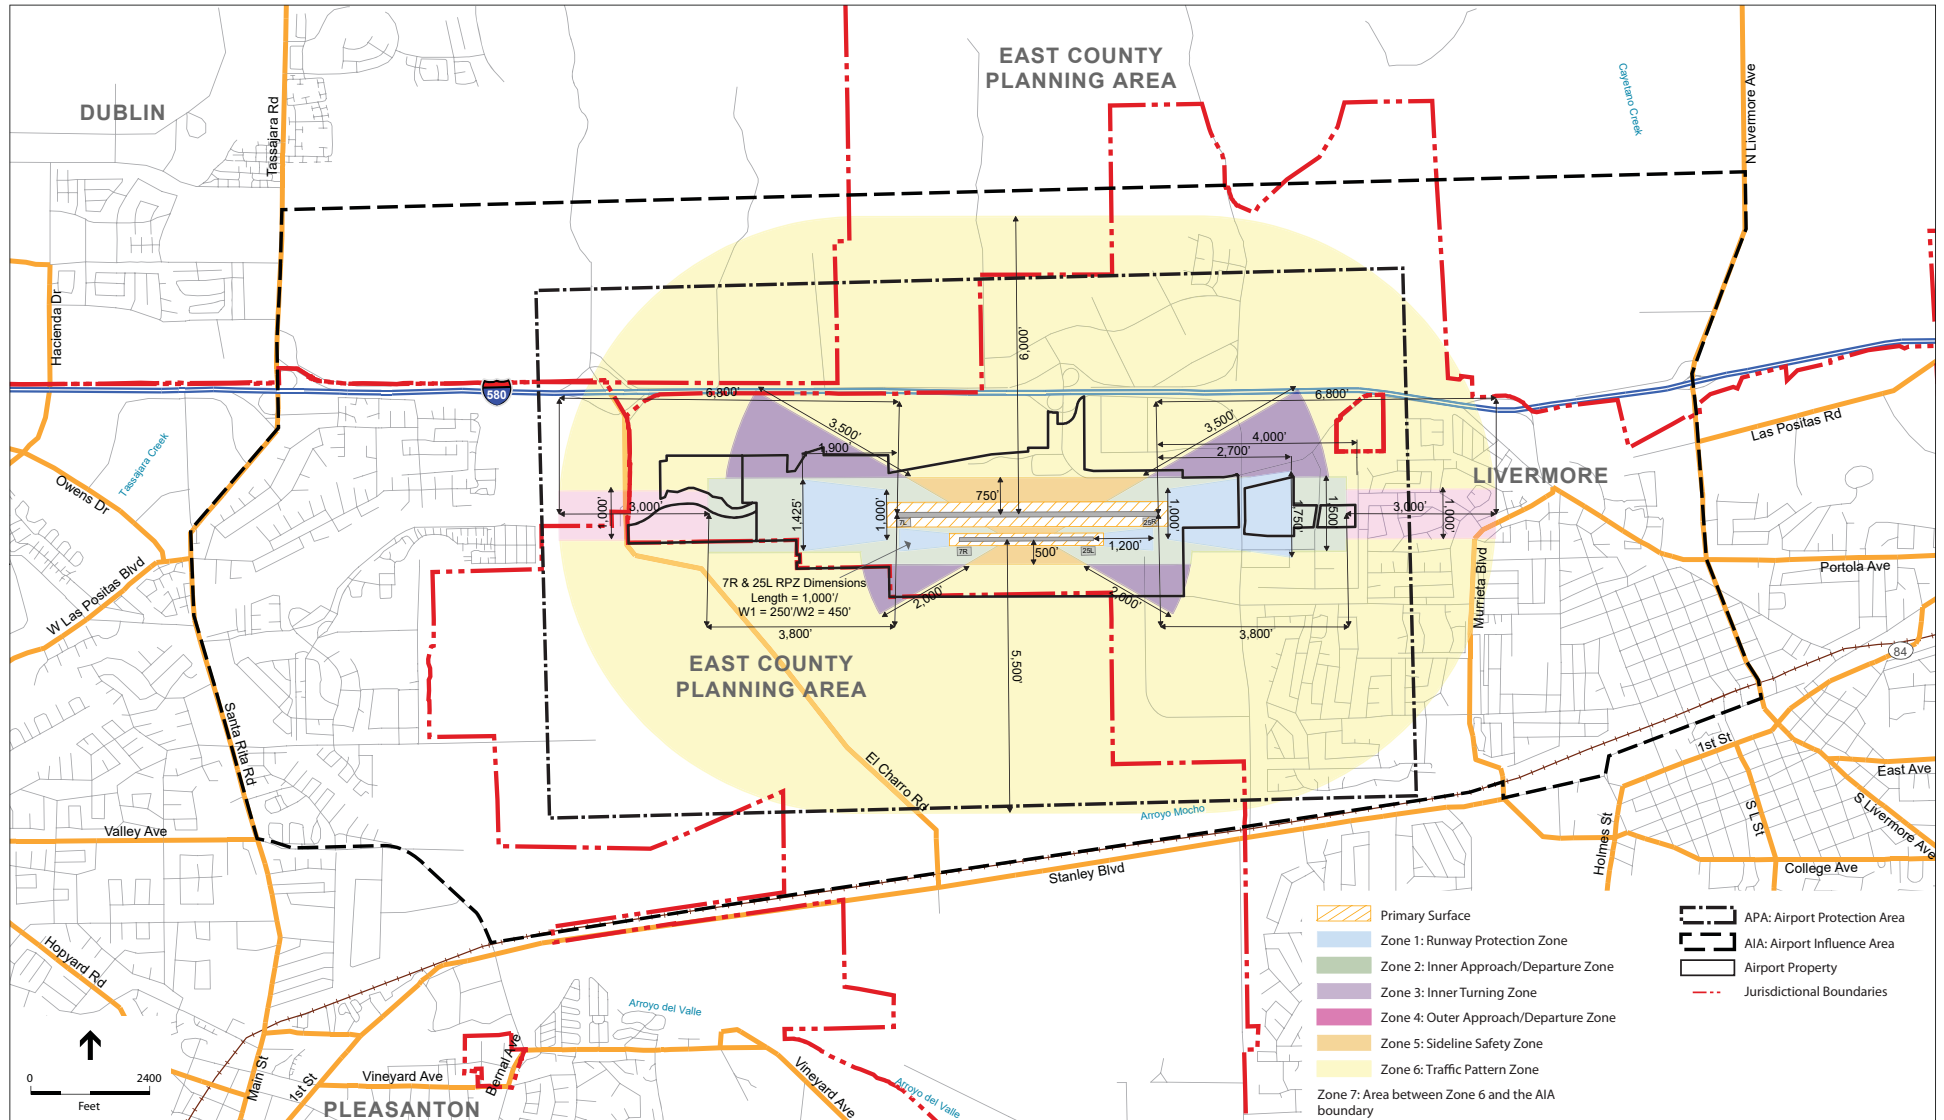 EAST COUNTY
PLANNING AREA
DUBLIN
Tassajara Rd
Cayetano Creek
N Livermore Ave
Hacienda Dr
580
6,000'
6,800'
6,800'
3,500'
3,500'
1,900'
4,000'
2,700'
LIVERMORE
Las Positas Rd
Tassajara Creek
Owens Dr
W Las Positas Blvd
1,000'
3,000'
1,425'
1,000'
750'
7L
25R
1,000'
1,750'
1,500'
3,000'
1,000'
7R
25L
500'
1,200'
7R & 25L RPZ Dimensions
Length = 1,000'/
W1 = 250'/W2 = 450'
2,000'
2,000'
3,800'
3,800'
Murrieta Blvd
Portola Ave
84
EAST COUNTY
PLANNING AREA
5,500'
Santa Rita Rd
El Charro Rd
1st St
East Ave
S Livermore Ave
S L St
Holmes St
College Ave
Arroyo Mocho
Stanley Blvd
Valley Ave
Hopyard Rd
Arroyo del Valle
Main St
1st St
Vineyard Ave
Bernal Ave
Vineyard Ave
Arroyo del Valle
PLEASANTON
0
2400
Feet
Primary Surface
Zone 1: Runway Protection Zone
Zone 2: Inner Approach/Departure Zone
Zone 3: Inner Turning Zone
Zone 4: Outer Approach/Departure Zone
Zone 5: Sideline Safety Zone
Zone 6: Traffic Pattern Zone
Zone 7: Area between Zone 6 and the AIA
boundary
APA: Airport Protection Area
AIA: Airport Influence Area
Airport Property
Jurisdictional Boundaries